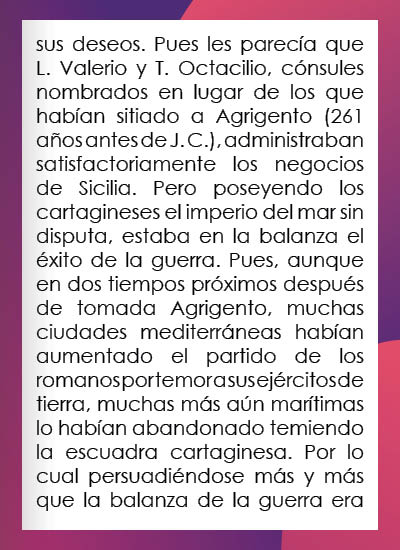 sus deseos. Pues les parecía que
L. Valerio y T. Octacilio, cónsules
nombrados en lugar de los que
habían sitiado a Agrigento (261
años antes de J. C.), administraban
satisfactoriamente los negocios
de Sicilia. Pero poseyendo los
cartagineses el imperio del mar sin
disputa, estaba en la balanza el
éxito de la guerra. Pues, aunque
en dos tiempos próximos después
de tomada Agrigento, muchas
ciudades mediterráneas habían
aumentado el partido de los
romanos por temor a sus ejércitos de
tierra, muchas más aún marítimas
lo habían abandonado temiendo
la escuadra cartaginesa. Por lo
cual persuadiéndose más y más
que la balanza de la guerra era